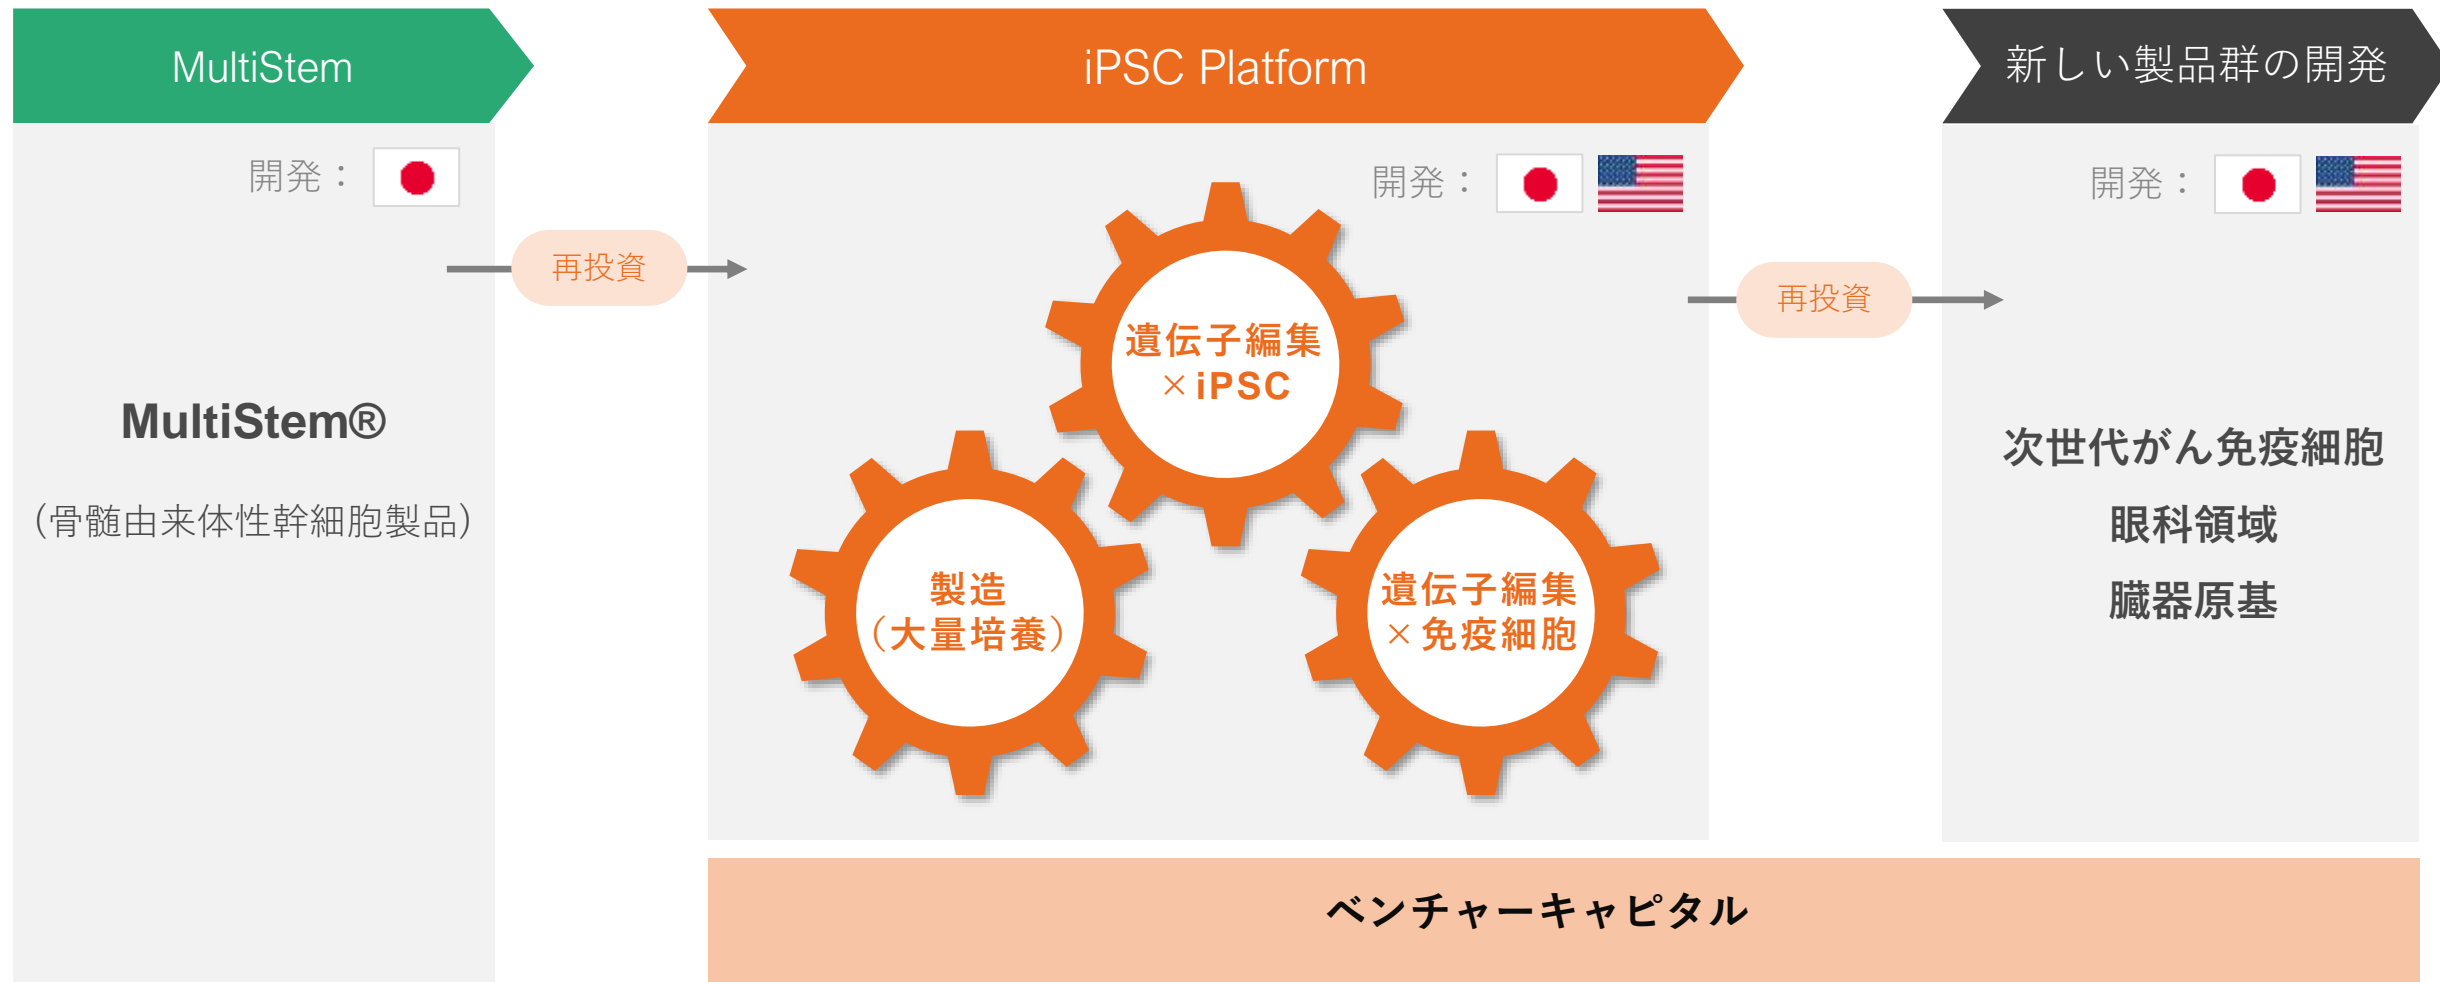 MultiStem
開発：
MultiStem®
（骨髄由来体性幹細胞製品）
再投資
iPSC Platform
開発：
遺伝子編集
×iPSC
製造
（大量培養）
遺伝子編集
×免疫細胞
再投資
新しい製品群の開発
開発：
次世代がん免疫細胞
眼科領域
臓器原基
ベンチャーキャピタル